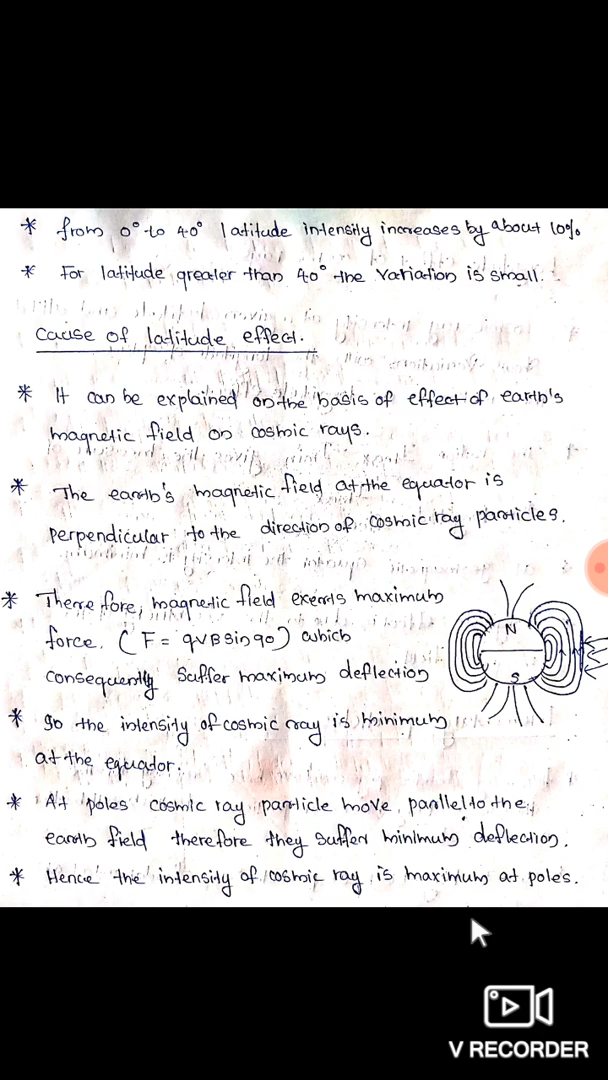 * from 0° to 40° latitude intensity increases by about 10%
* For latitude greater than 40° the variation is small.
Cause of latitude effect.
* It can be explained on the basis of effect of earth's
magnetic field on cosmic rays.
* The earth's magnetic field at the equator is
perpendicular to the direction of cosmic ray particles.
* There fore, magnetic field exerts maximum
force. (F = qVB sin 90) which
consequently suffer maximum deflection
* So the intensity of cosmic ray is minimum
at the equator.
N
S
* At poles cosmic ray particle move parllel to the
earth field therefore they suffer minimum deflection.
* Hence the intensity of cosmic ray is maximum at poles.
V RECORDER